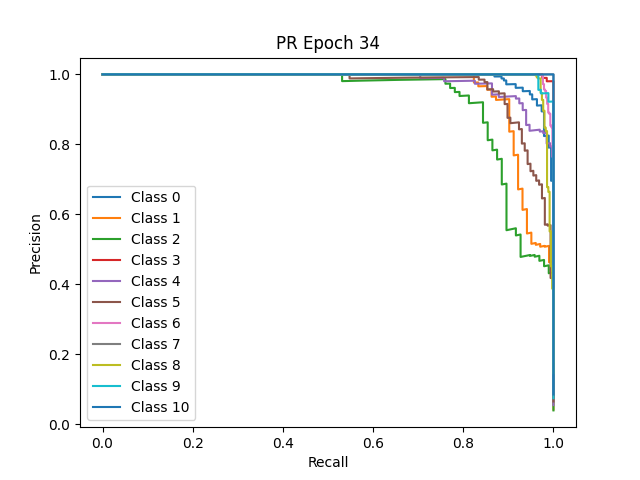 PR Epoch 34
1.0
0.8
0.6
0.4
0.2
0.0
Precision
Class 0
Class 1
Class 2
Class 3
Class 4
Class 5
Class 6
Class 7
Class 8
Class 9
Class 10
0.0 0.2 0.4 0.6 0.8 1.0
Recall